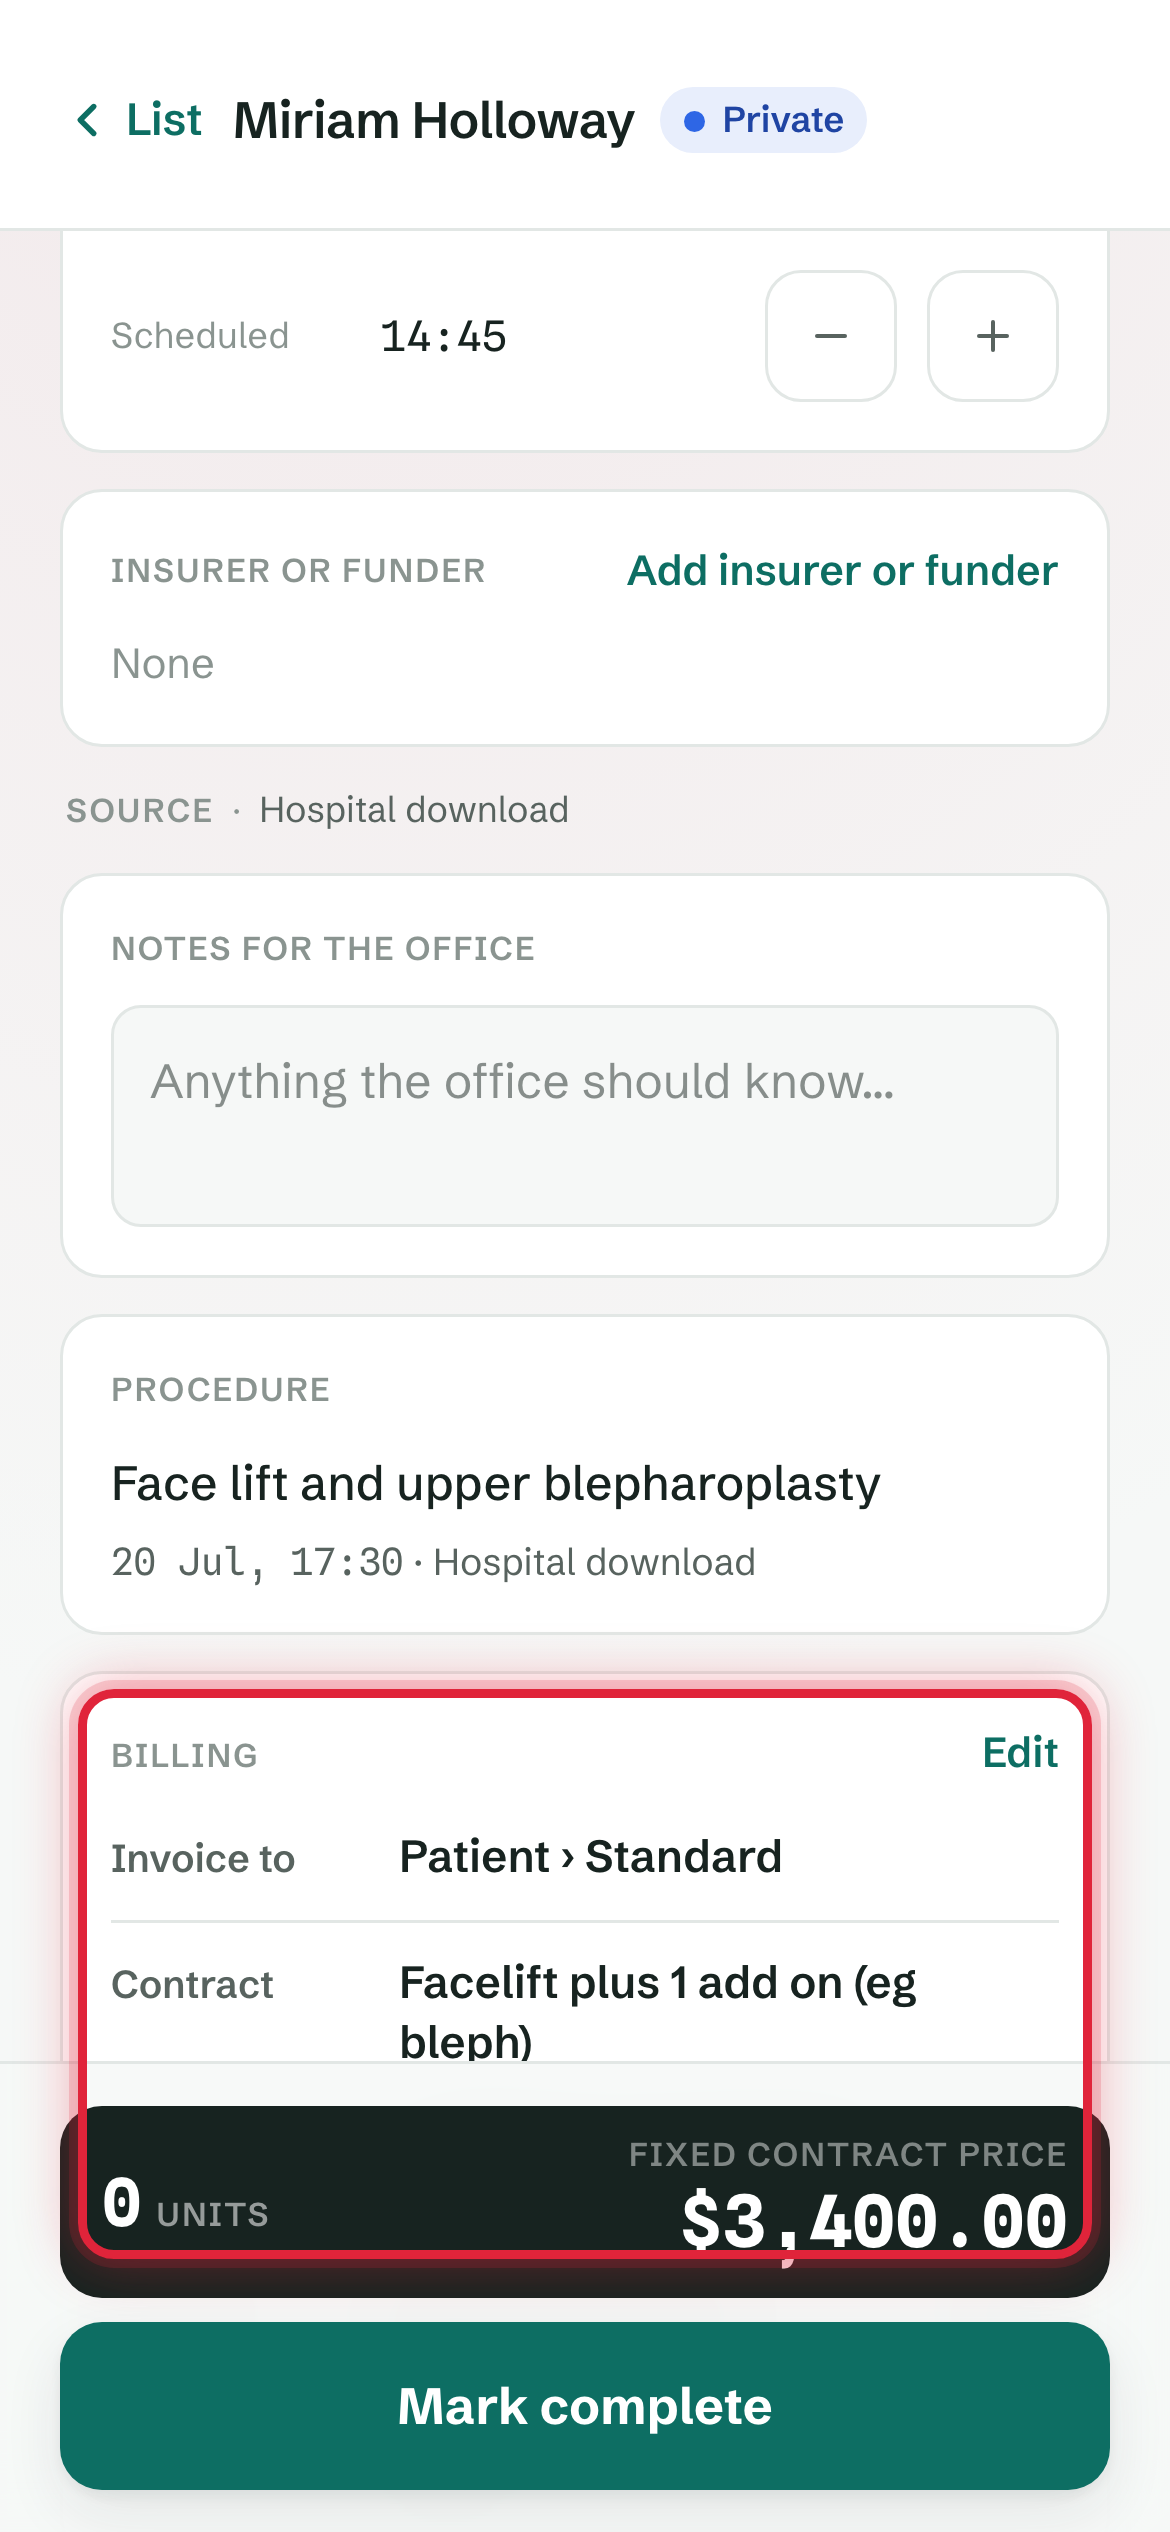 List Miriam Holloway Private
Scheduled 14:45
INSURER OR FUNDER Add insurer or funder
None
SOURCE · Hospital download
NOTES FOR THE OFFICE
Anything the office should know...
PROCEDURE
Face lift and upper blepharoplasty
20 Jul, 17:30 · Hospital download
BILLING Edit
Invoice to Patient › Standard
Contract Facelift plus 1 add on (eg
bleph)
FIXED CONTRACT PRICE
0 UNITS $3,400.00
Mark complete